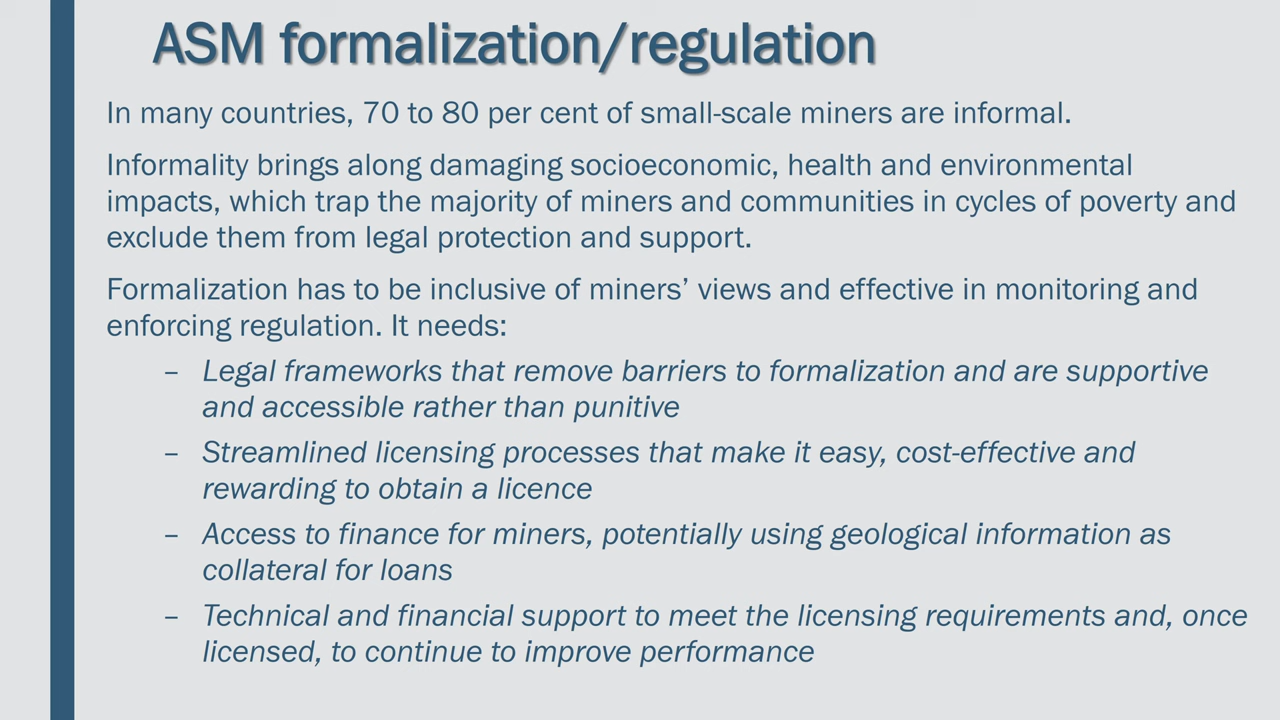 ASM formalization/regulation
In many countries, 70 to 80 per cent of small-scale miners are informal.
Informality brings along damaging socioeconomic, health and environmental
impacts, which trap the majority of miners and communities in cycles of poverty and
exclude them from legal protection and support.
Formalization has to be inclusive of miners’ views and effective in monitoring and
enforcing regulation. It needs:
– Legal frameworks that remove barriers to formalization and are supportive
and accessible rather than punitive
– Streamlined licensing processes that make it easy, cost-effective and
rewarding to obtain a licence
– Access to finance for miners, potentially using geological information as
collateral for loans
– Technical and financial support to meet the licensing requirements and, once
licensed, to continue to improve performance